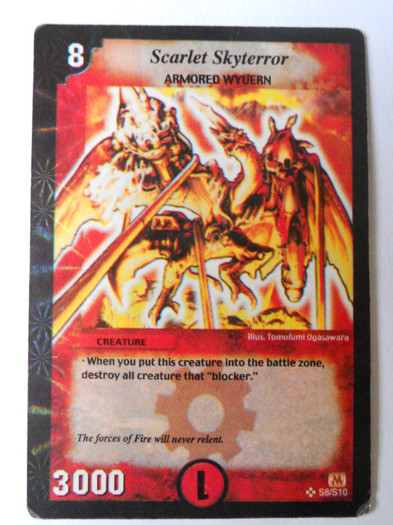 8 Scarlet Skyterror
ARMORED WYVERN
CREATURE
Illus. Tomofumi Ogasawara
· When you put this creature into the battle zone,
destroy all creature that "blocker."
The forces of Fire will never relent.
3000
1
S8/S10